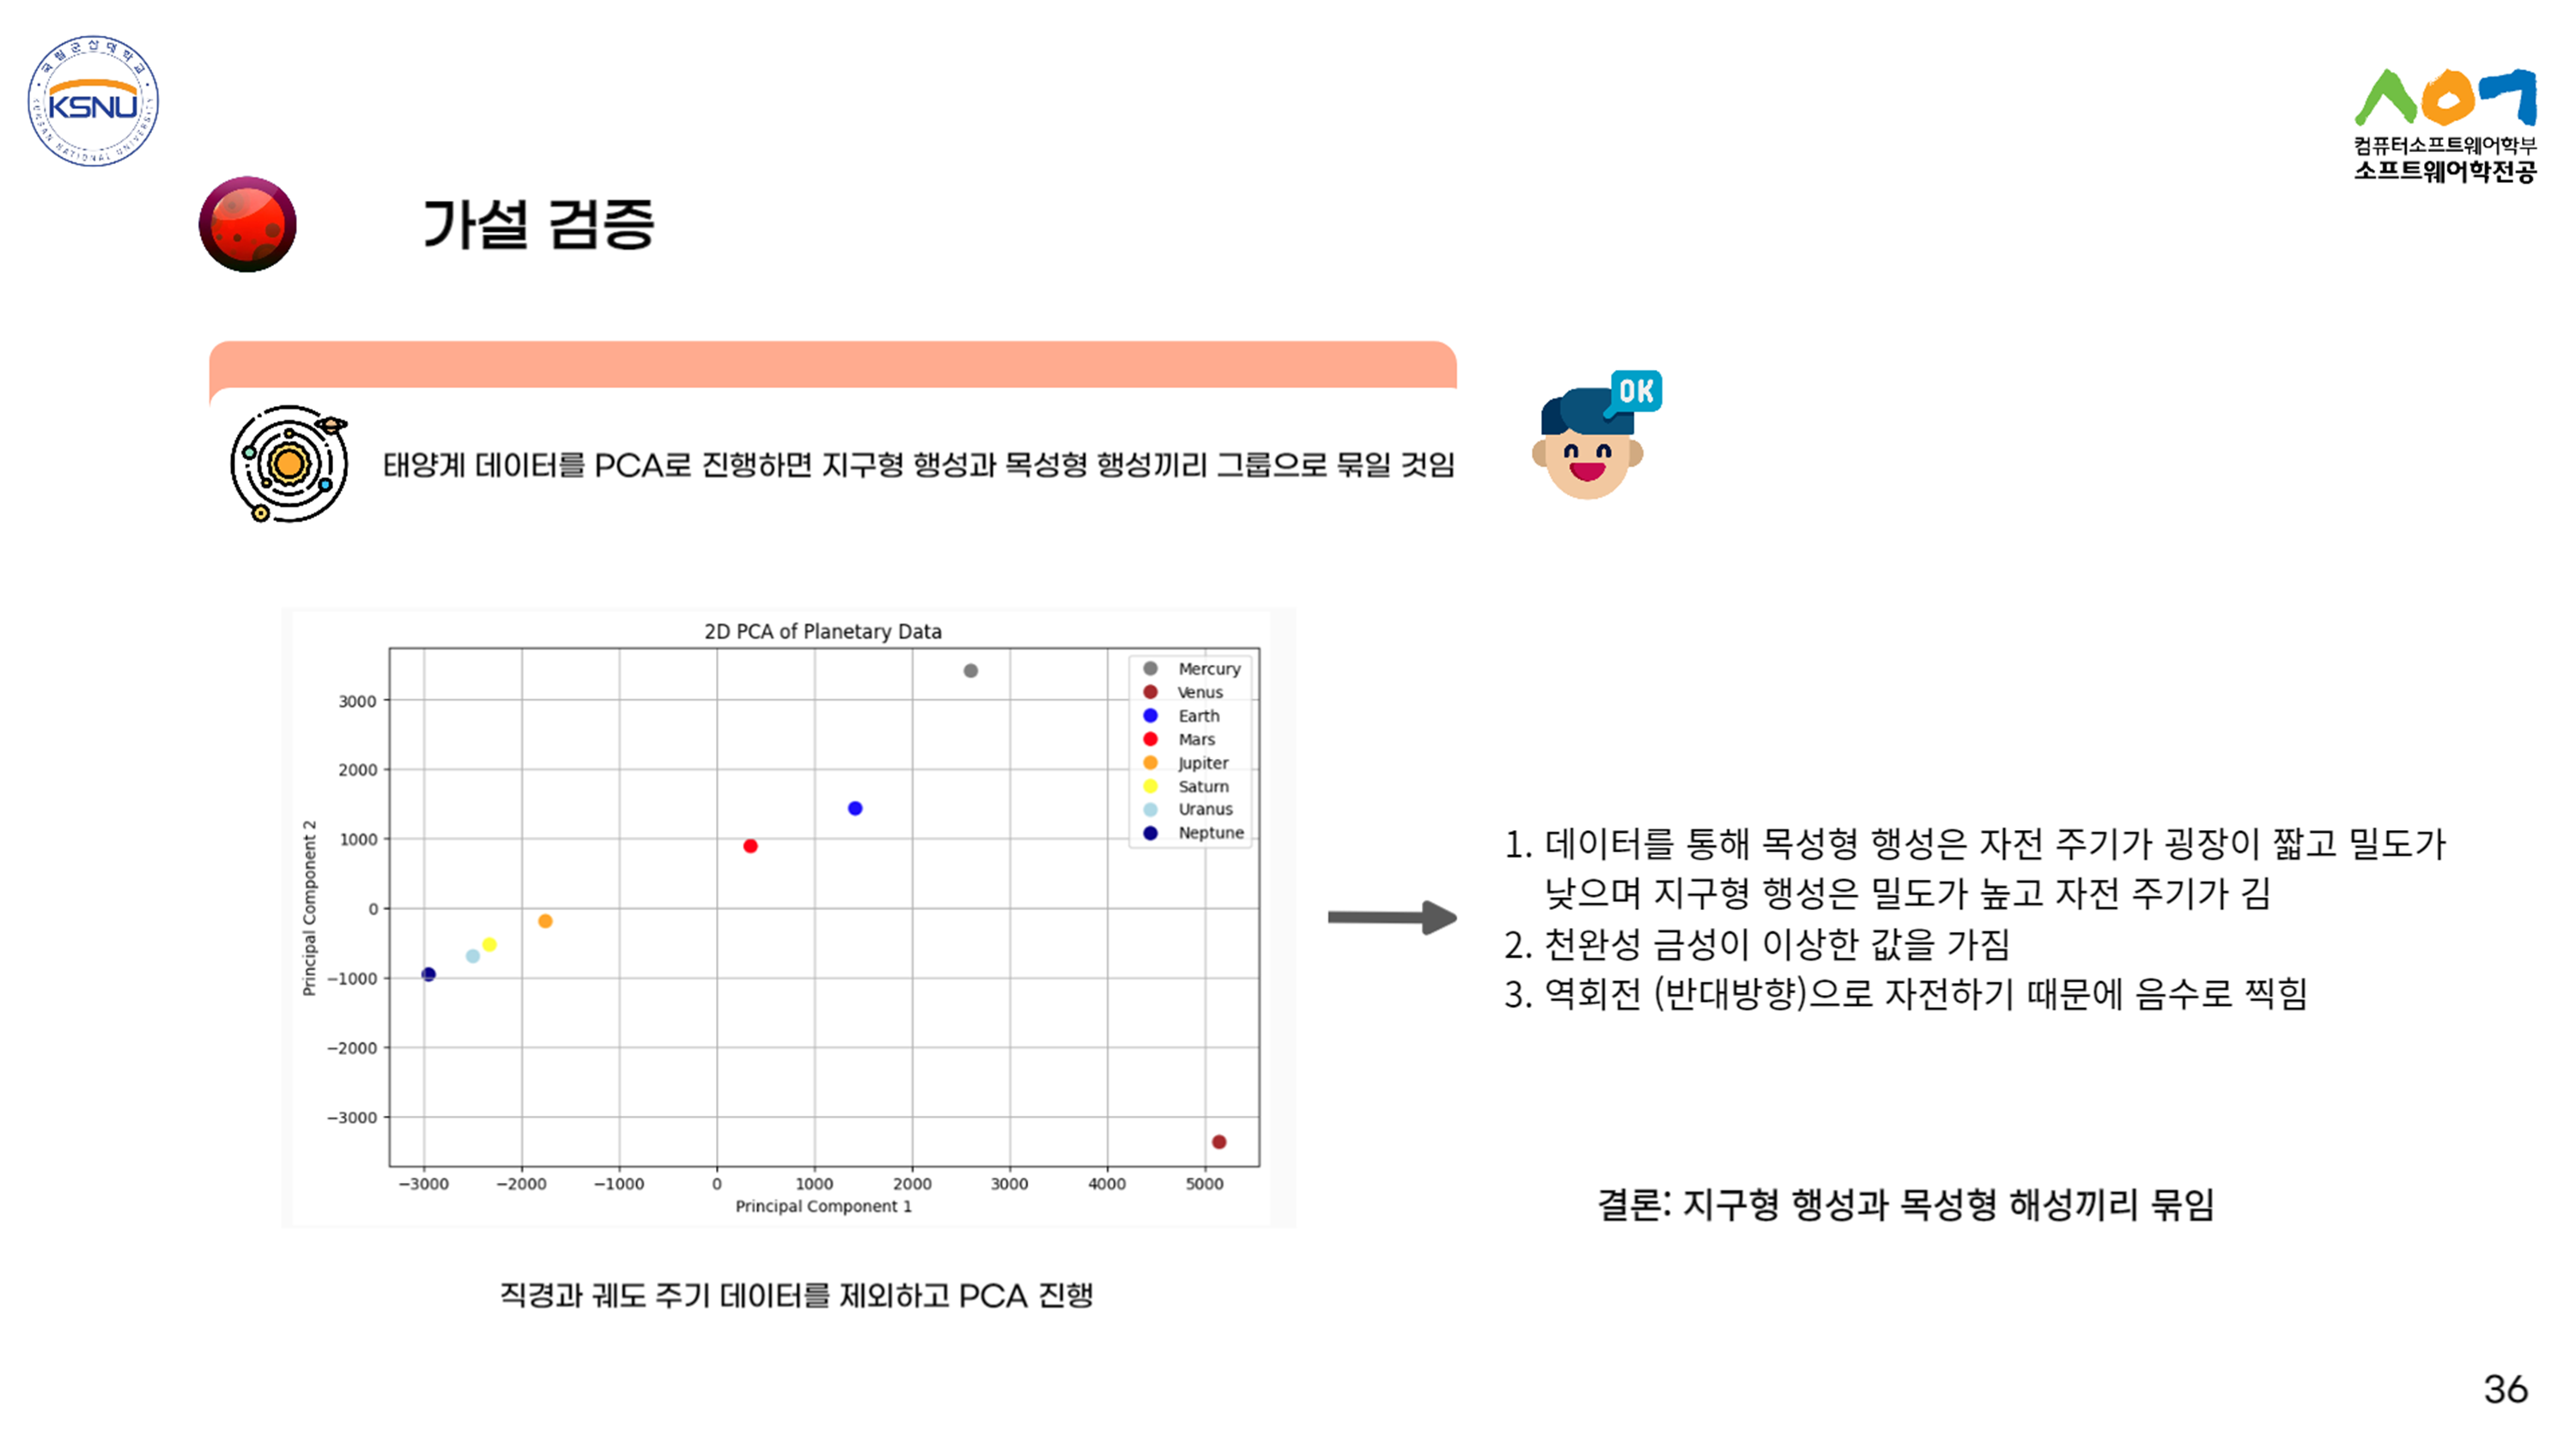 국립군산대학교
KSNU
KUNSAN NATIONAL UNIVERSITY
컴퓨터소프트웨어학부
소프트웨어학전공
가설 검증
OK
태양계 데이터를 PCA로 진행하면 지구형 행성과 목성형 행성끼리 그룹으로 묶일 것임
2D PCA of Planetary Data
Mercury
Venus
Earth
Mars
Jupiter
Saturn
Uranus
Neptune
Principal Component 2
3000
2000
1000
0
−1000
−2000
−3000
−3000 −2000 −1000 0 1000 2000 3000 4000 5000
Principal Component 1
직경과 궤도 주기 데이터를 제외하고 PCA 진행
1. 데이터를 통해 목성형 행성은 자전 주기가 굉장이 짧고 밀도가
낮으며 지구형 행성은 밀도가 높고 자전 주기가 김
2. 천완성 금성이 이상한 값을 가짐
3. 역회전 (반대방향)으로 자전하기 때문에 음수로 찍힘
결론: 지구형 행성과 목성형 해성끼리 묶임
36